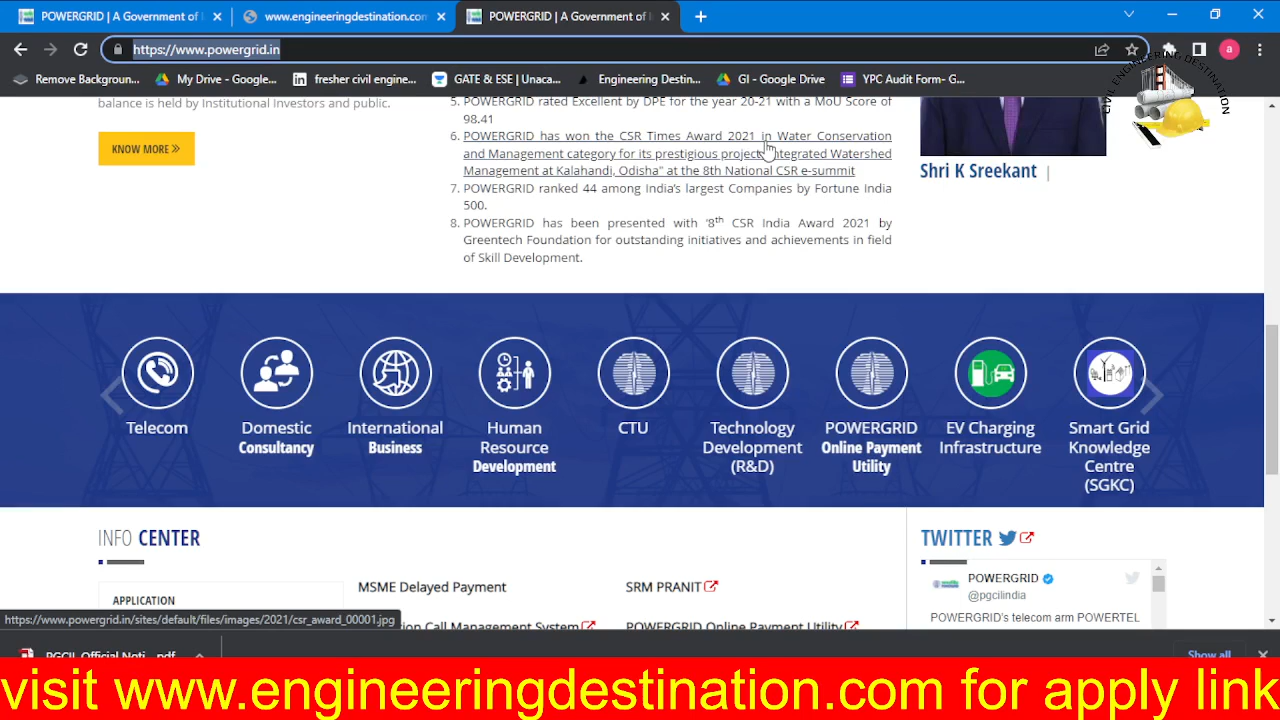 POWERGRID | A Government of I
www.engineeringdestination.com
POWERGRID | A Government of I
https://www.powergrid.in
a
Remove Backgroun...
My Drive - Google...
fresher civil engine...
GATE & ESE | Unaca...
Engineering Destin...
GI - Google Drive
YPC Audit Form- G...
CIVIL ENGINEERING DESTINATION
balance is held by Institutional Investors and public.
KNOW MORE »
5. POWERGRID rated Excellent by DPE for the year 20-21 with a MoU Score of
98.41
6. POWERGRID has won the CSR Times Award 2021 in Water Conservation
and Management category for its prestigious project "Integrated Watershed
Management at Kalahandi, Odisha" at the 8th National CSR e-summit
7. POWERGRID ranked 44 among India's largest Companies by Fortune India
500.
8. POWERGRID has been presented with '8th CSR India Award 2021 by
Greentech Foundation for outstanding initiatives and achievements in field
of Skill Development.
Shri K Sreekant |
Telecom
Domestic
Consultancy
International
Business
Human
Resource
Development
CTU
Technology
Development
(R&D)
POWERGRID
Online Payment
Utility
EV Charging
Infrastructure
Smart Grid
Knowledge
Centre
(SGKC)
INFO CENTER
APPLICATION
MSME Delayed Payment
SRM PRANIT
ion Call Management System
POWERGRID Online Payment Utility
TWITTER
POWERGRID
@pgcilindia
POWERGRID's telecom arm POWERTEL
https://www.powergrid.in/sites/default/files/images/2021/csr_award_00001.jpg
PGCIL Official Noti....pdf
Show all
visit www.engineeringdestination.com for apply link